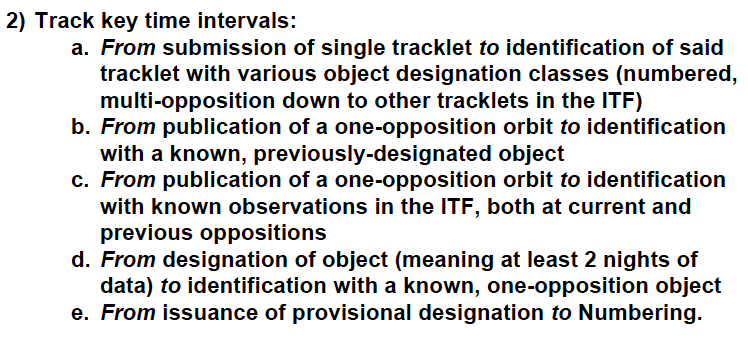 2) Track key time intervals:
a. From submission of single tracklet to identification of said
tracklet with various object designation classes (numbered,
multi-opposition down to other tracklets in the ITF)
b. From publication of a one-opposition orbit to identification
with a known, previously-designated object
c. From publication of a one-opposition orbit to identification
with known observations in the ITF, both at current and
previous oppositions
d. From designation of object (meaning at least 2 nights of
data) to identification with a known, one-opposition object
e. From issuance of provisional designation to Numbering.